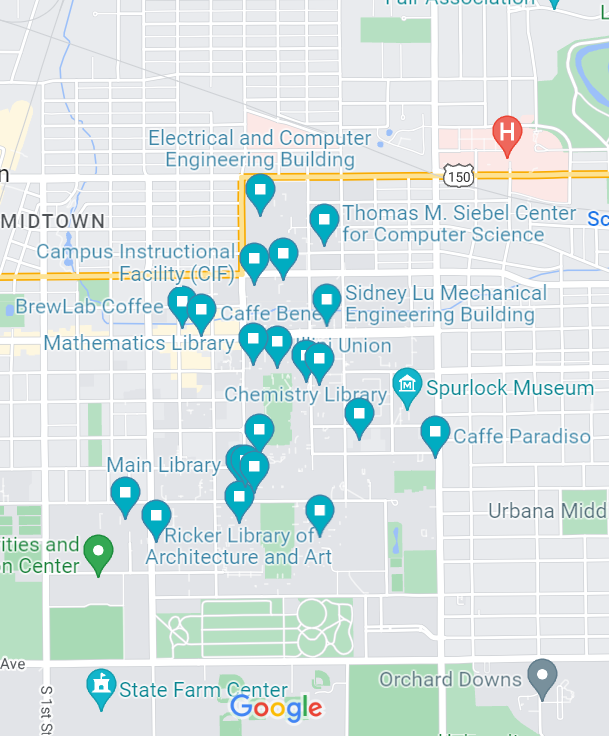 Fair Association
L
H
Electrical and Computer
Engineering Building
150
n
MIDTOWN
Thomas M. Siebel Center
for Computer Science
Sc
Campus Instructional
Facility (CIF)
BrewLab Coffee
Caffe Bene
Sidney Lu Mechanical
Engineering Building
Mathematics Library
Illini Union
Chemistry Library
Spurlock Museum
Caffe Paradiso
Main Library
Urbana Midd
Ricker Library of
Architecture and Art
ities and
on Center
Ave
S 1st St
State Farm Center
Orchard Downs
Google